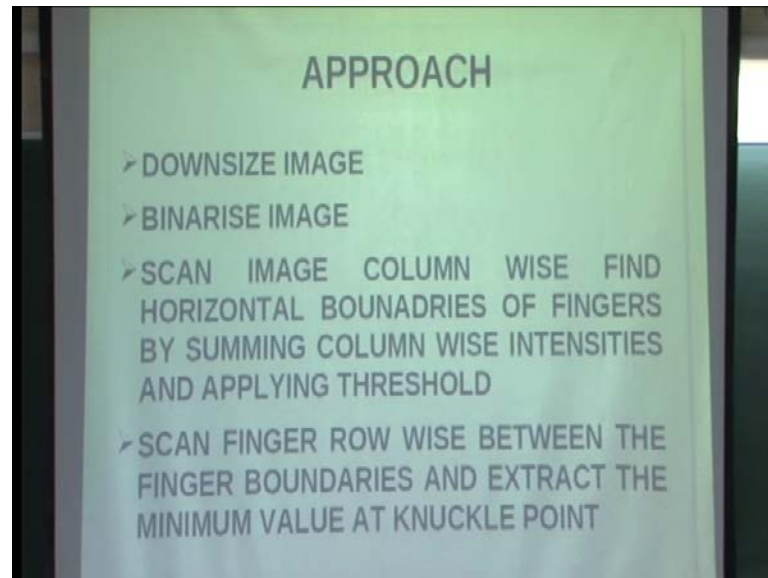 APPROACH
➢DOWNSIZE IMAGE
➢BINARISE IMAGE
➢SCAN IMAGE COLUMN WISE FIND
HORIZONTAL BOUNADRIES OF FINGERS
BY SUMMING COLUMN WISE INTENSITIES
AND APPLYING THRESHOLD
➢SCAN FINGER ROW WISE BETWEEN THE
FINGER BOUNDARIES AND EXTRACT THE
MINIMUM VALUE AT KNUCKLE POINT